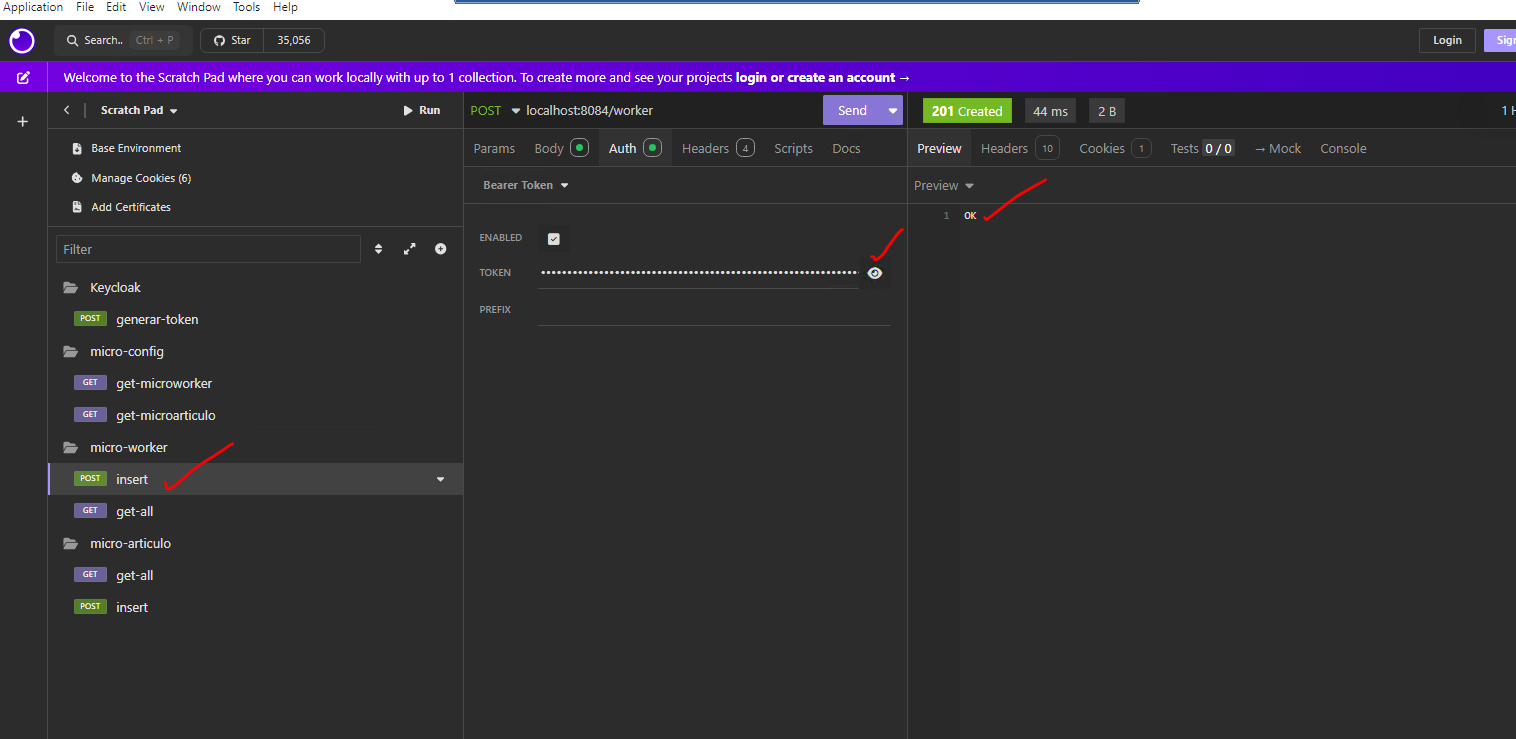 Application File Edit View Window Tools Help
Search.. Ctrl + P Star 35,056 Login
Welcome to the Scratch Pad where you can work locally with up to 1 collection. To create more and see your projects login or create an account →
Scratch Pad Run
Base Environment
Manage Cookies (6)
Add Certificates
Filter
Keycloak
POST generar-token
micro-config
GET get-microworker
GET get-microarticulo
micro-worker
POST insert
GET get-all
micro-articulo
GET get-all
POST insert
POST localhost:8084/worker Send
Params Body Auth Headers 4 Scripts Docs
Bearer Token
ENABLED
TOKEN ••••••••••••••••••••••••••••••••••••••••••••••••••••••••••••
PREFIX
201 Created 44 ms 2 B
Preview Headers 10 Cookies 1 Tests 0 / 0 → Mock Console
Preview
1 OK